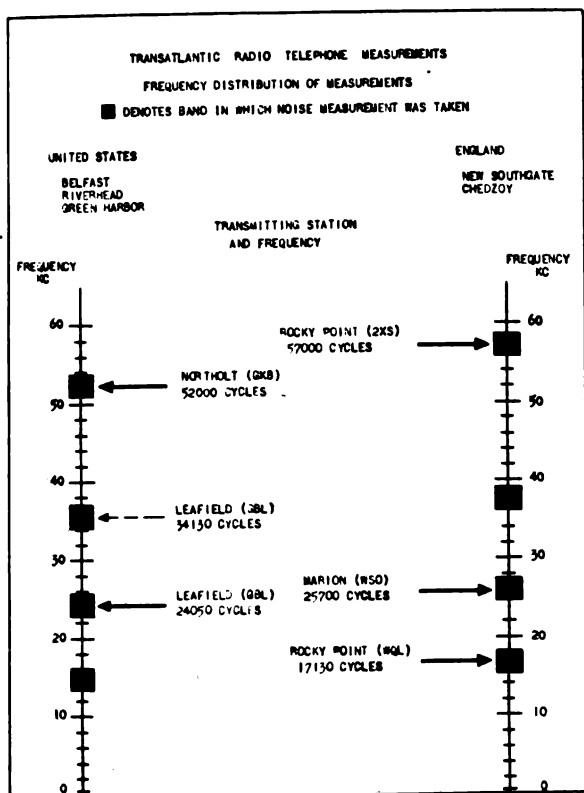 TRANSATLANTIC RADIO TELEPHONE MEASUREMENTS
FREQUENCY DISTRIBUTION OF MEASUREMENTS
DENOTES BAND IN WHICH NOISE MEASUREMENT WAS TAKEN
UNITED STATES
BELFAST
RIVERHEAD
GREEN HARBOR
ENGLAND
NEW SOUTHGATE
CHEDZOY
TRANSMITTING STATION
AND FREQUENCY
FREQUENCY
KC
60
50
40
30
20
10
0
NORTHOLT (GKB)
52000 CYCLES
LEAFIELD (GBL)
34130 CYCLES
LEAFIELD (GBL)
24050 CYCLES
ROCKY POINT (2XS)
57000 CYCLES
MARION (WSO)
25700 CYCLES
ROCKY POINT (WQL)
17130 CYCLES
FREQUENCY
KC
60
50
40
30
20
10
0